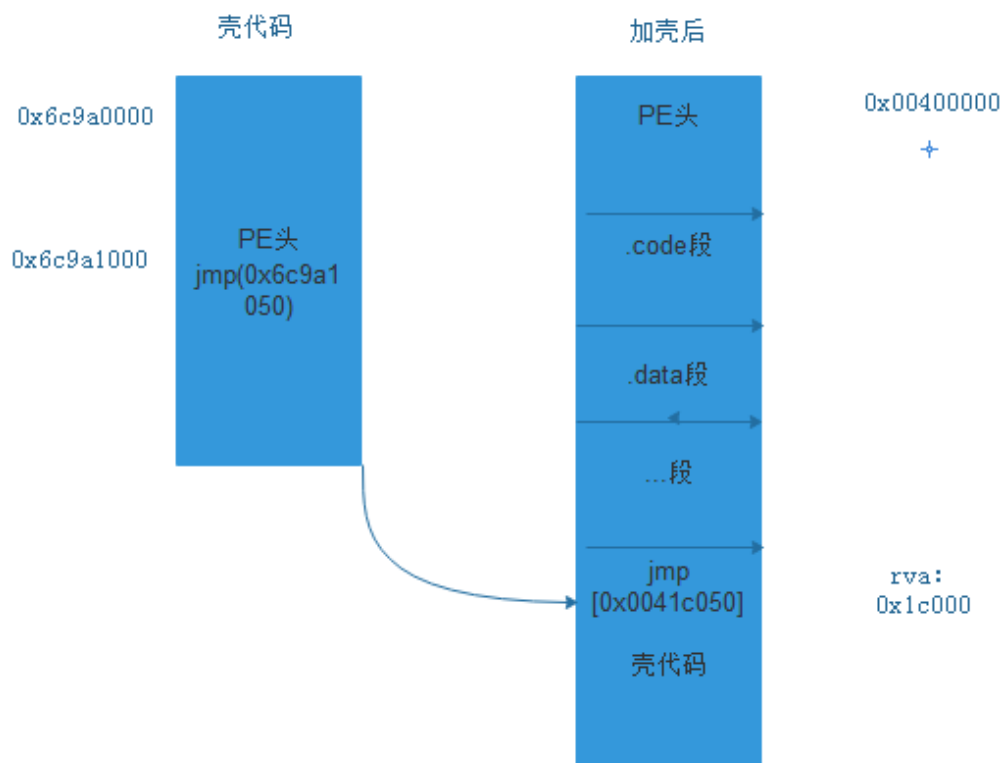 壳代码
加壳后
0x6c9a0000
PE头
0x00400000
0x6c9a1000
PE头
jmp(0x6c9a1
050)
.code段
.data段
...段
jmp
[0x0041c050]
rva:
0x1c000
壳代码